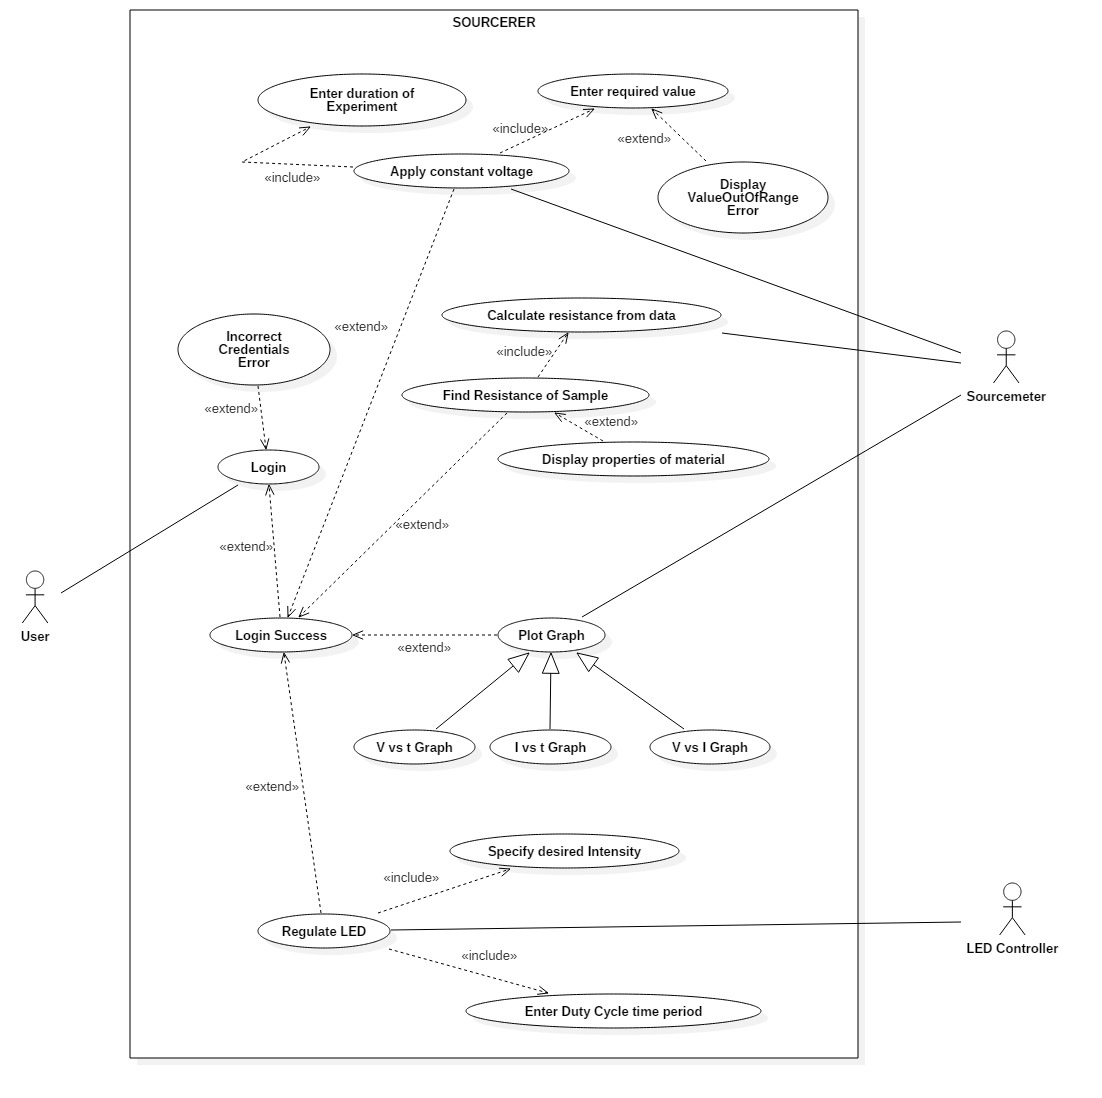 SOURCERER
Enter duration of
Experiment
Enter required value
«include»
«extend»
Apply constant voltage
«include»
Display
ValueOutOfRange
Error
Calculate resistance from data
«extend»
Incorrect
Credentials
Error
«include»
Find Resistance of Sample
Sourcemeter
«extend»
«extend»
Display properties of material
Login
«extend»
«extend»
User
Login Success
Plot Graph
«extend»
V vs t Graph
I vs t Graph
V vs I Graph
«extend»
Specify desired Intensity
«include»
Regulate LED
LED Controller
«include»
Enter Duty Cycle time period